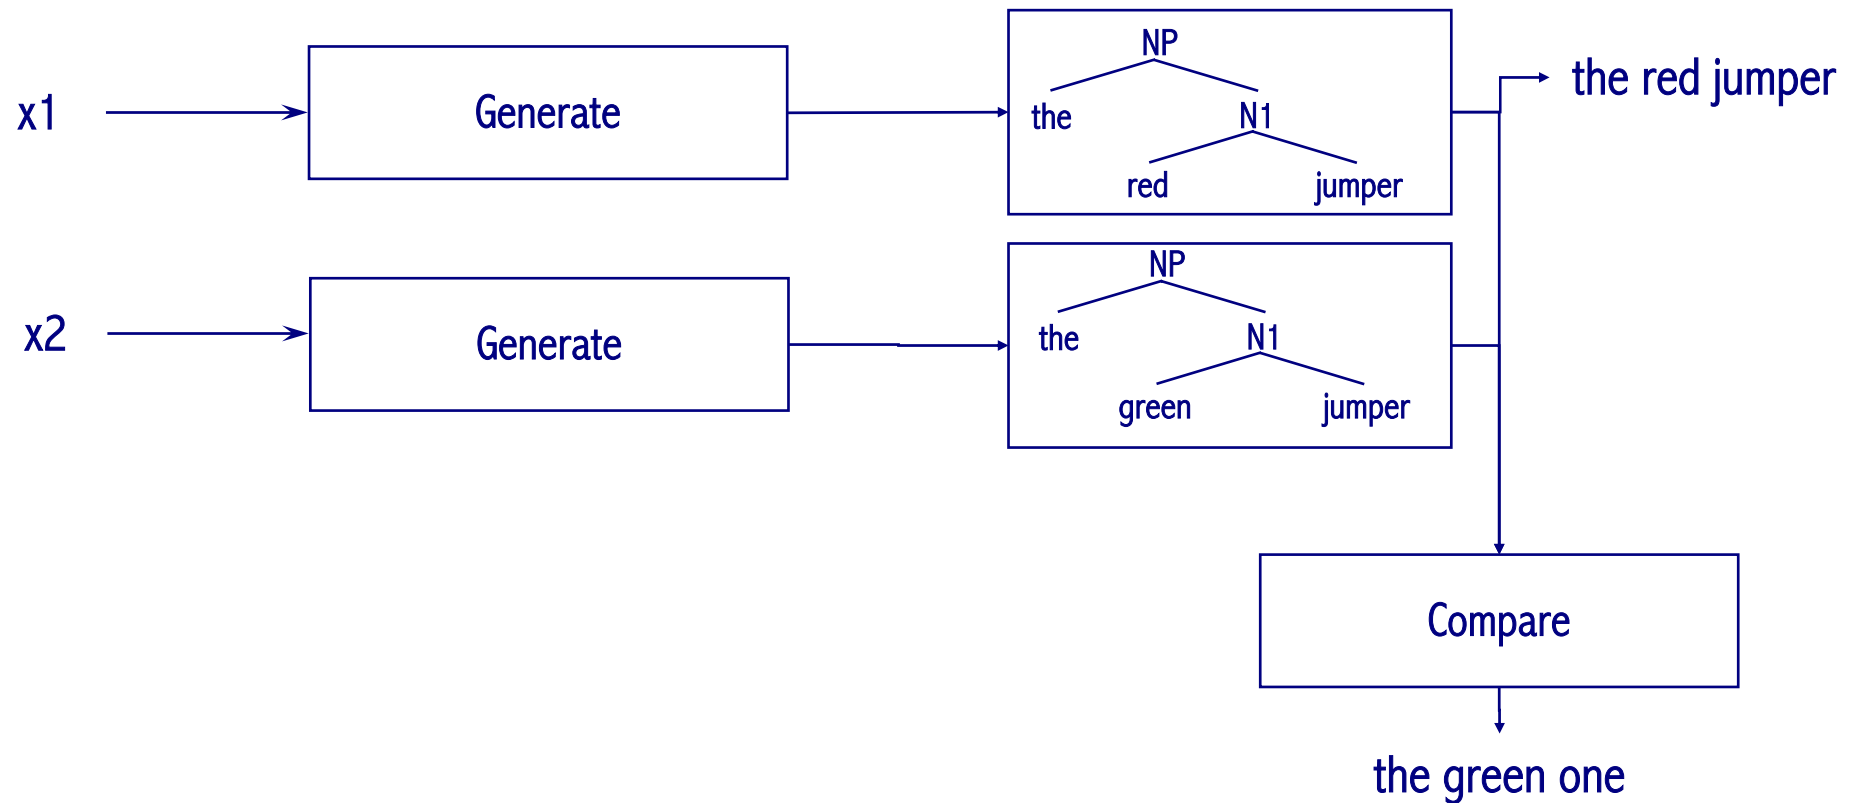 x1
Generate
NP
the
N1
red
jumper
the red jumper
x2
Generate
NP
the
N1
green
jumper
Compare
the green one